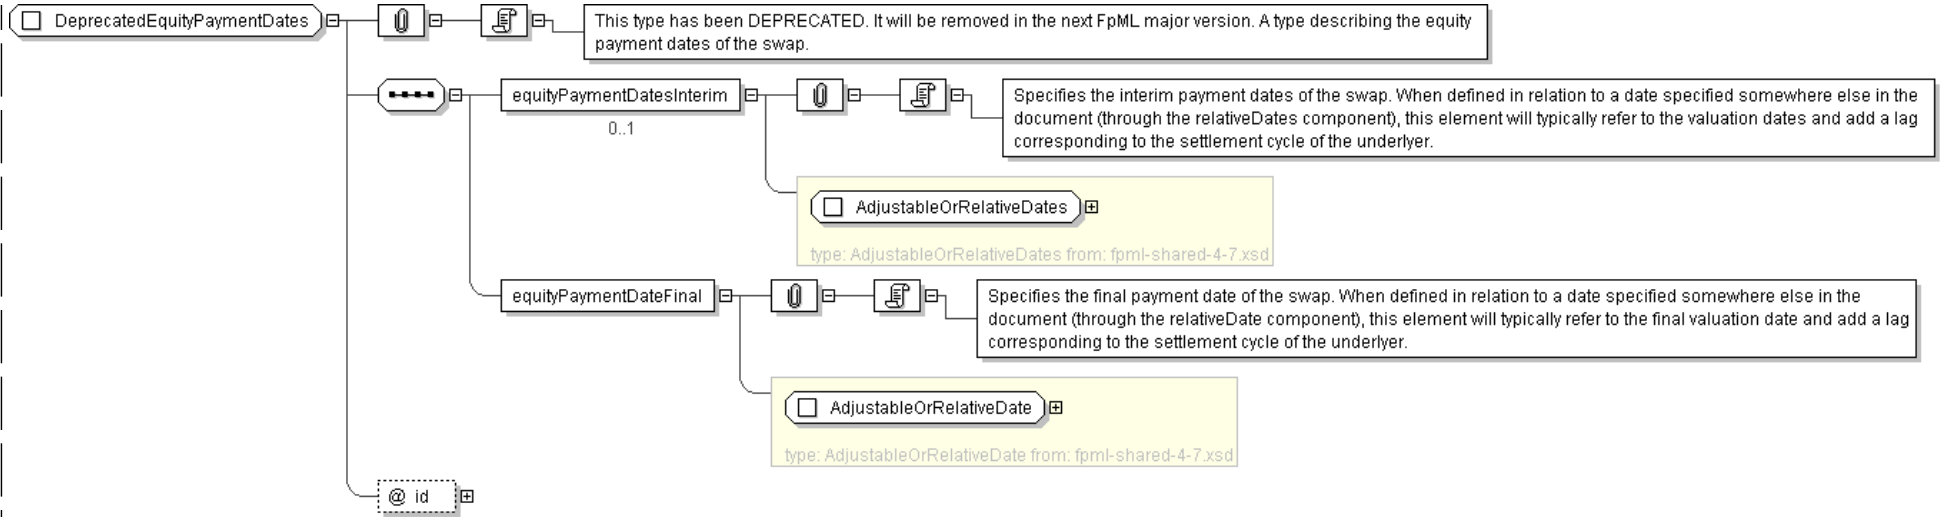 DeprecatedEquityPaymentDates
This type has been DEPRECATED. It will be removed in the next FpML major version. A type describing the equity
payment dates of the swap.
equityPaymentDatesInterim
0..1
Specifies the interim payment dates of the swap. When defined in relation to a date specified somewhere else in the
document (through the relativeDates component), this element will typically refer to the valuation dates and add a lag
corresponding to the settlement cycle of the underlyer.
AdjustableOrRelativeDates
type: AdjustableOrRelativeDates from: fpml-shared-4-7.xsd
equityPaymentDateFinal
Specifies the final payment date of the swap. When defined in relation to a date specified somewhere else in the
document (through the relativeDate component), this element will typically refer to the final valuation date and add a lag
corresponding to the settlement cycle of the underlyer.
AdjustableOrRelativeDate
type: AdjustableOrRelativeDate from: fpml-shared-4-7.xsd
@ id